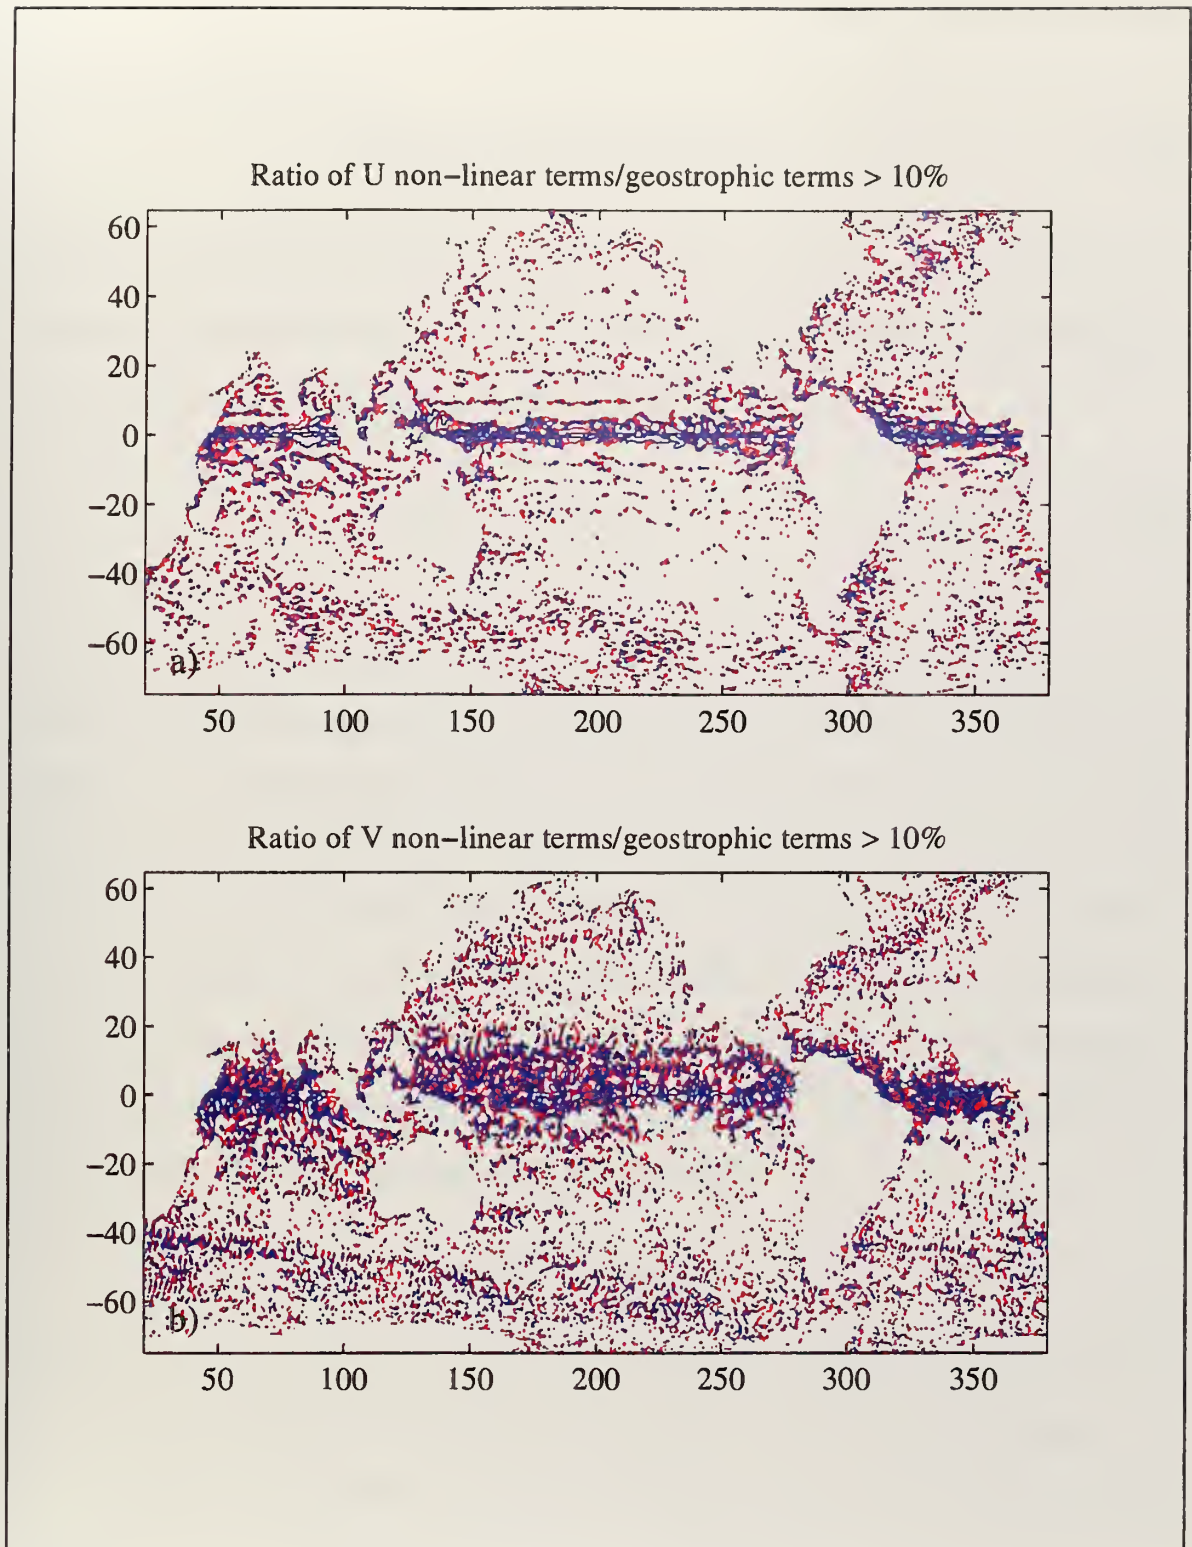 Ratio of U non–linear terms/geostrophic terms > 10%
60
40
20
0
−20
−40
−60
a)
50 100 150 200 250 300 350
Ratio of V non–linear terms/geostrophic terms > 10%
60
40
20
0
−20
−40
−60
b)
50 100 150 200 250 300 350